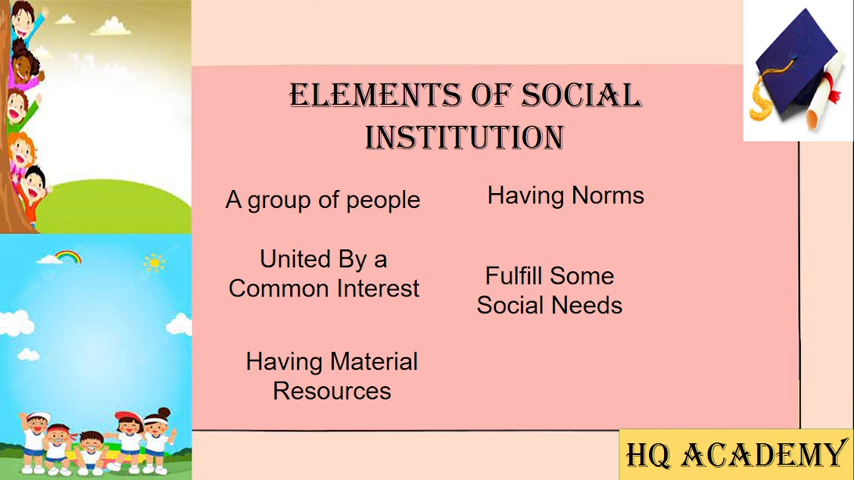 ELEMENTS OF SOCIAL
INSTITUTION
A group of people
Having Norms
United By a
Common Interest
Fulfill Some
Social Needs
Having Material
Resources
HQ ACADEMY